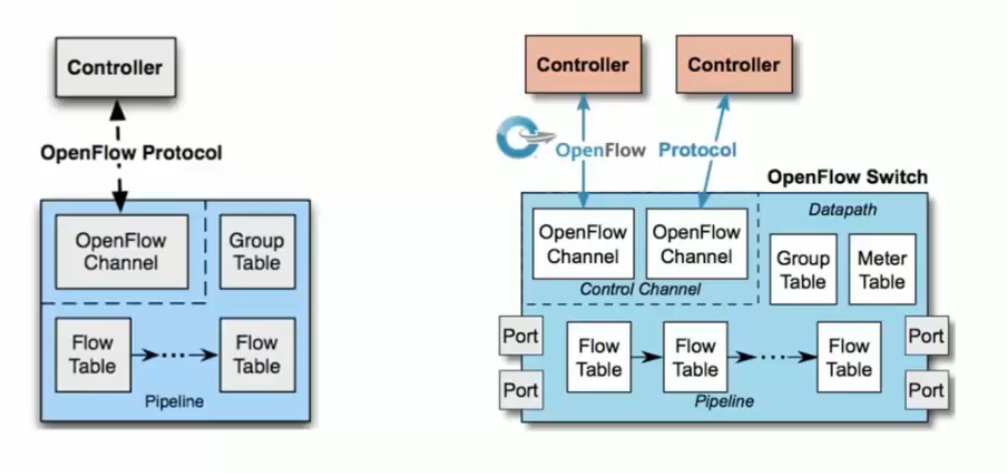 Controller
OpenFlow Protocol
OpenFlow
Channel
Group
Table
Flow
Table
Flow
Table
Pipeline
Controller
Controller
OpenFlow Protocol
OpenFlow Switch
Datapath
OpenFlow
Channel
OpenFlow
Channel
Control Channel
Group
Table
Meter
Table
Port
Port
Flow
Table
Flow
Table
Flow
Table
Pipeline
Port
Port